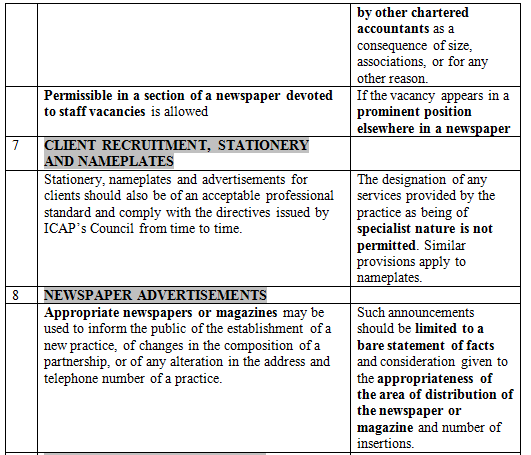 by other chartered
accountants as a
consequence of size,
associations, or for any
other reason.
Permissible in a section of a newspaper devoted
to staff vacancies is allowed
If the vacancy appears in a
prominent position
elsewhere in a newspaper
7
CLIENT RECRUITMENT, STATIONERY
AND NAMEPLATES
Stationery, nameplates and advertisements for
clients should also be of an acceptable professional
standard and comply with the directives issued by
ICAP's Council from time to time.
The designation of any
services provided by the
practice as being of
specialist nature is not
permitted. Similar
provisions apply to
nameplates.
8
NEWSPAPER ADVERTISEMENTS
Appropriate newspapers or magazines may be
used to inform the public of the establishment of a
new practice, of changes in the composition of a
partnership, or of any alteration in the address and
telephone number of a practice.
Such announcements
should be limited to a
bare statement of facts
and consideration given to
the appropriateness of
the area of distribution of
the newspaper or
magazine and number of
insertions.